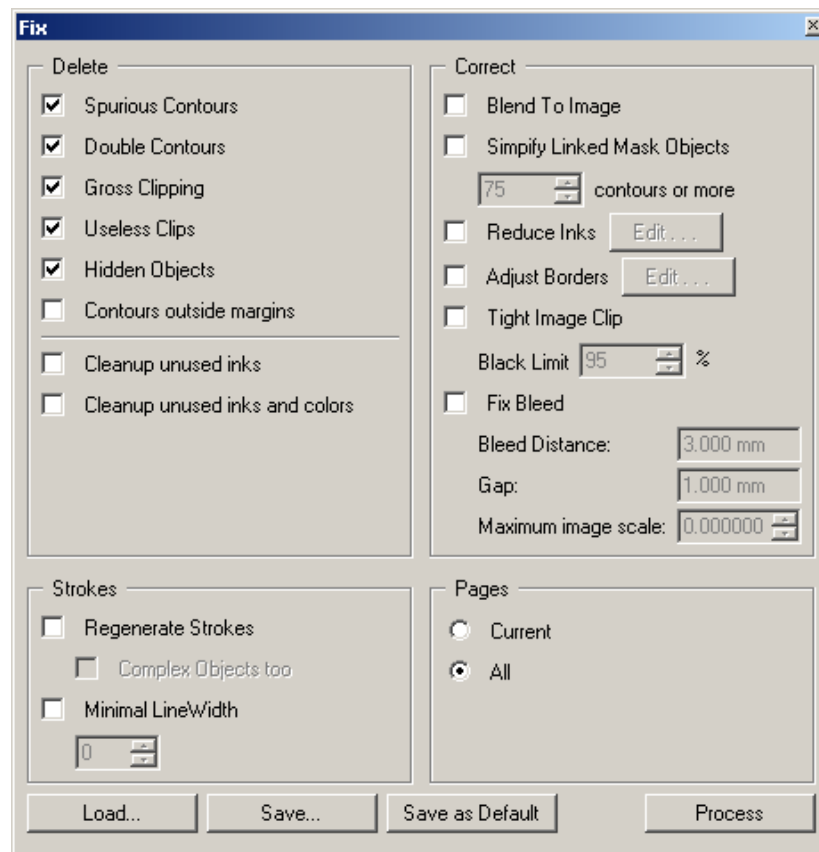 Fix
Delete
Spurious Contours
Double Contours
Gross Clipping
Useless Clips
Hidden Objects
Contours outside margins
Cleanup unused inks
Cleanup unused inks and colors
Correct
Blend To Image
Simpify Linked Mask Objects
75 contours or more
Reduce Inks Edit . . .
Adjust Borders Edit . . .
Tight Image Clip
Black Limit 95 %
Fix Bleed
Bleed Distance: 3.000 mm
Gap: 1.000 mm
Maximum image scale: 0.000000
Strokes
Regenerate Strokes
Complex Objects too
Minimal LineWidth
0
Pages
Current
All
Load... Save... Save as Default Process